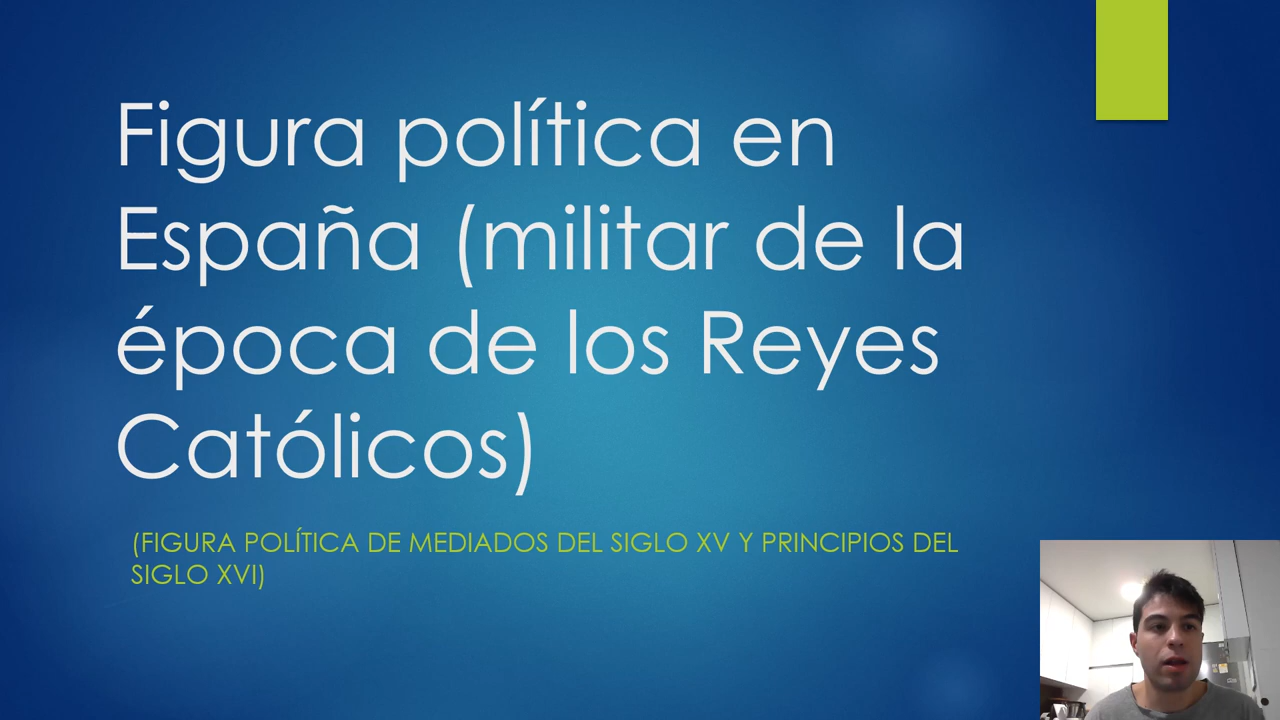 Figura política en
España (militar de la
época de los Reyes
Católicos)
(FIGURA POLÍTICA DE MEDIADOS DEL SIGLO XV Y PRINCIPIOS DEL
SIGLO XVI)